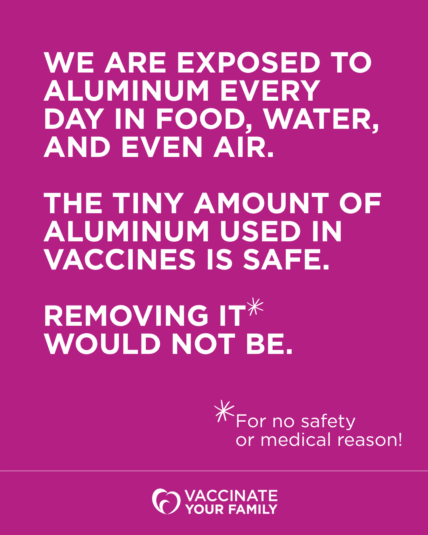 WE ARE EXPOSED TO
ALUMINUM EVERY
DAY IN FOOD, WATER,
AND EVEN AIR.
THE TINY AMOUNT OF
ALUMINUM USED IN
VACCINES IS SAFE.
REMOVING IT*
WOULD NOT BE.
*For no safety
or medical reason!
VACCINATE
YOUR FAMILY